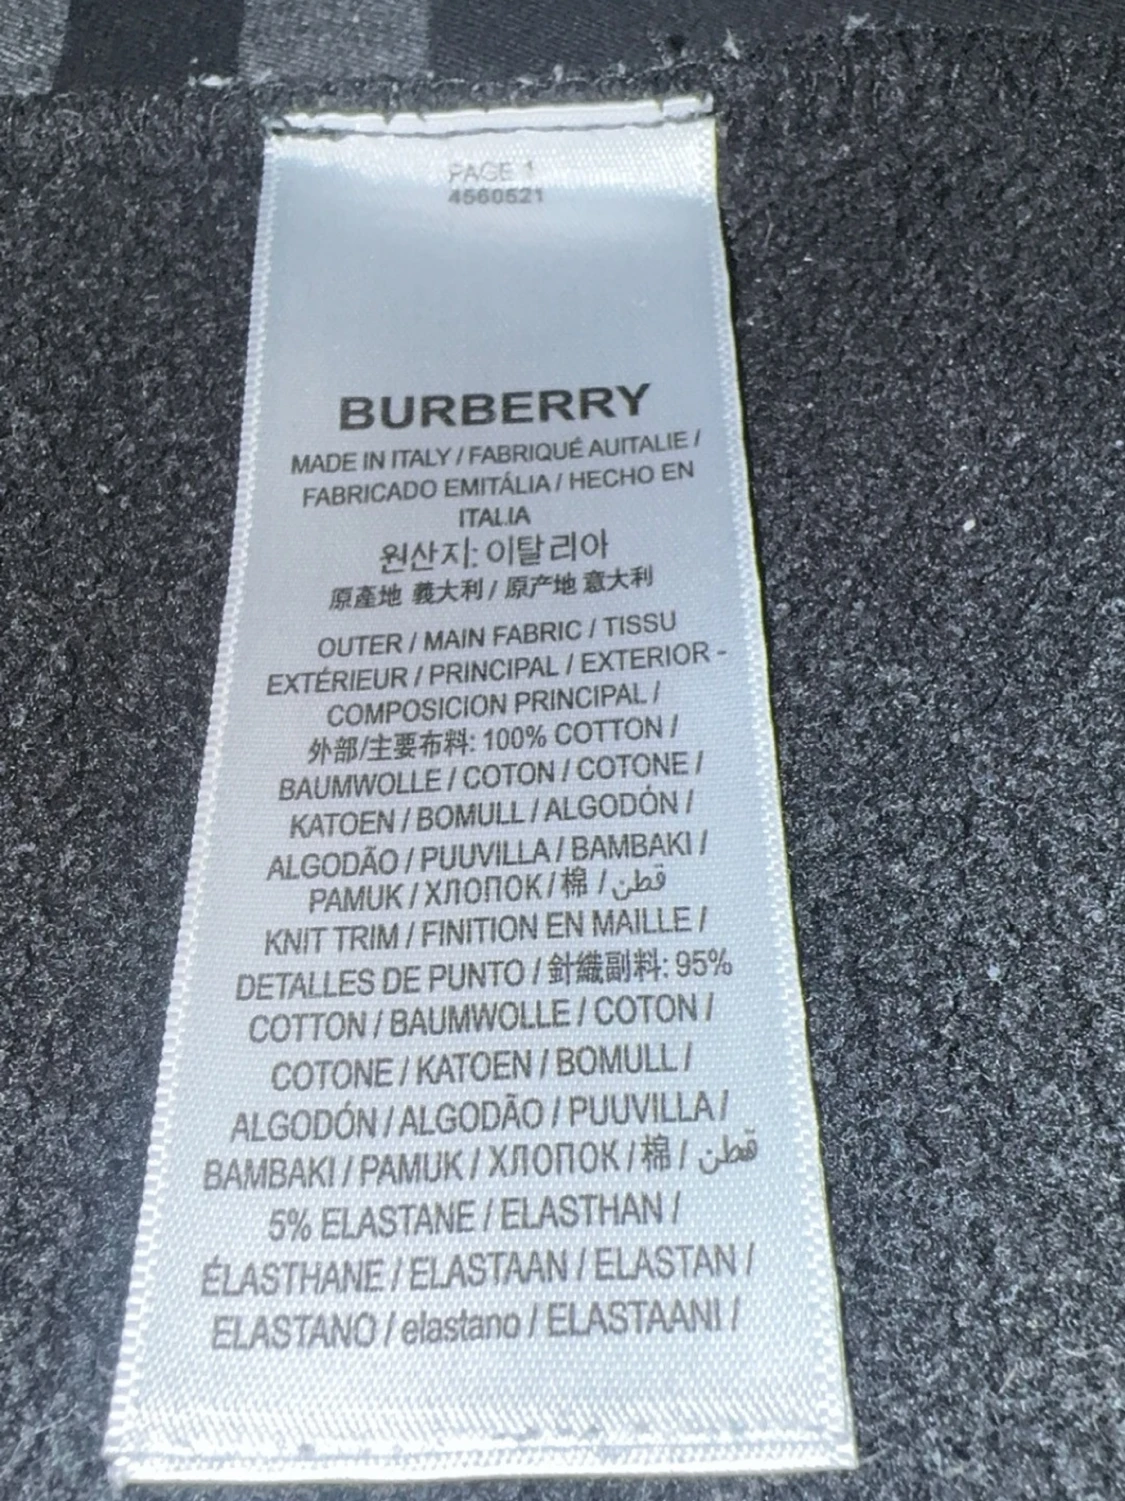 PAGE 1
4560521
BURBERRY
MADE IN ITALY / FABRIQUÉ AUITALIE /
FABRICADO EMITÁLIA / HECHO EN
ITALIA
원산지: 이탈리아
原產地 義大利 / 原产地 意大利
OUTER / MAIN FABRIC / TISSU
EXTÉRIEUR / PRINCIPAL / EXTERIOR -
COMPOSICION PRINCIPAL /
外部/主要布料: 100% COTTON /
BAUMWOLLE / COTON / COTONE /
KATOEN / BOMULL / ALGODÓN /
ALGODÃO / PUUVILLA / BAMBAKI /
PAMUK / ХЛОПОК / 棉 / قطن
KNIT TRIM / FINITION EN MAILLE /
DETALLES DE PUNTO / 針織副料: 95%
COTTON / BAUMWOLLE / COTON /
COTONE / KATOEN / BOMULL /
ALGODÓN / ALGODÃO / PUUVILLA /
BAMBAKI / PAMUK / ХЛОПОК / 棉 / قطن
5% ELASTANE / ELASTHAN /
ÉLASTHANE / ELASTAAN / ELASTAN /
ELASTANO / elastano / ELASTAANI /